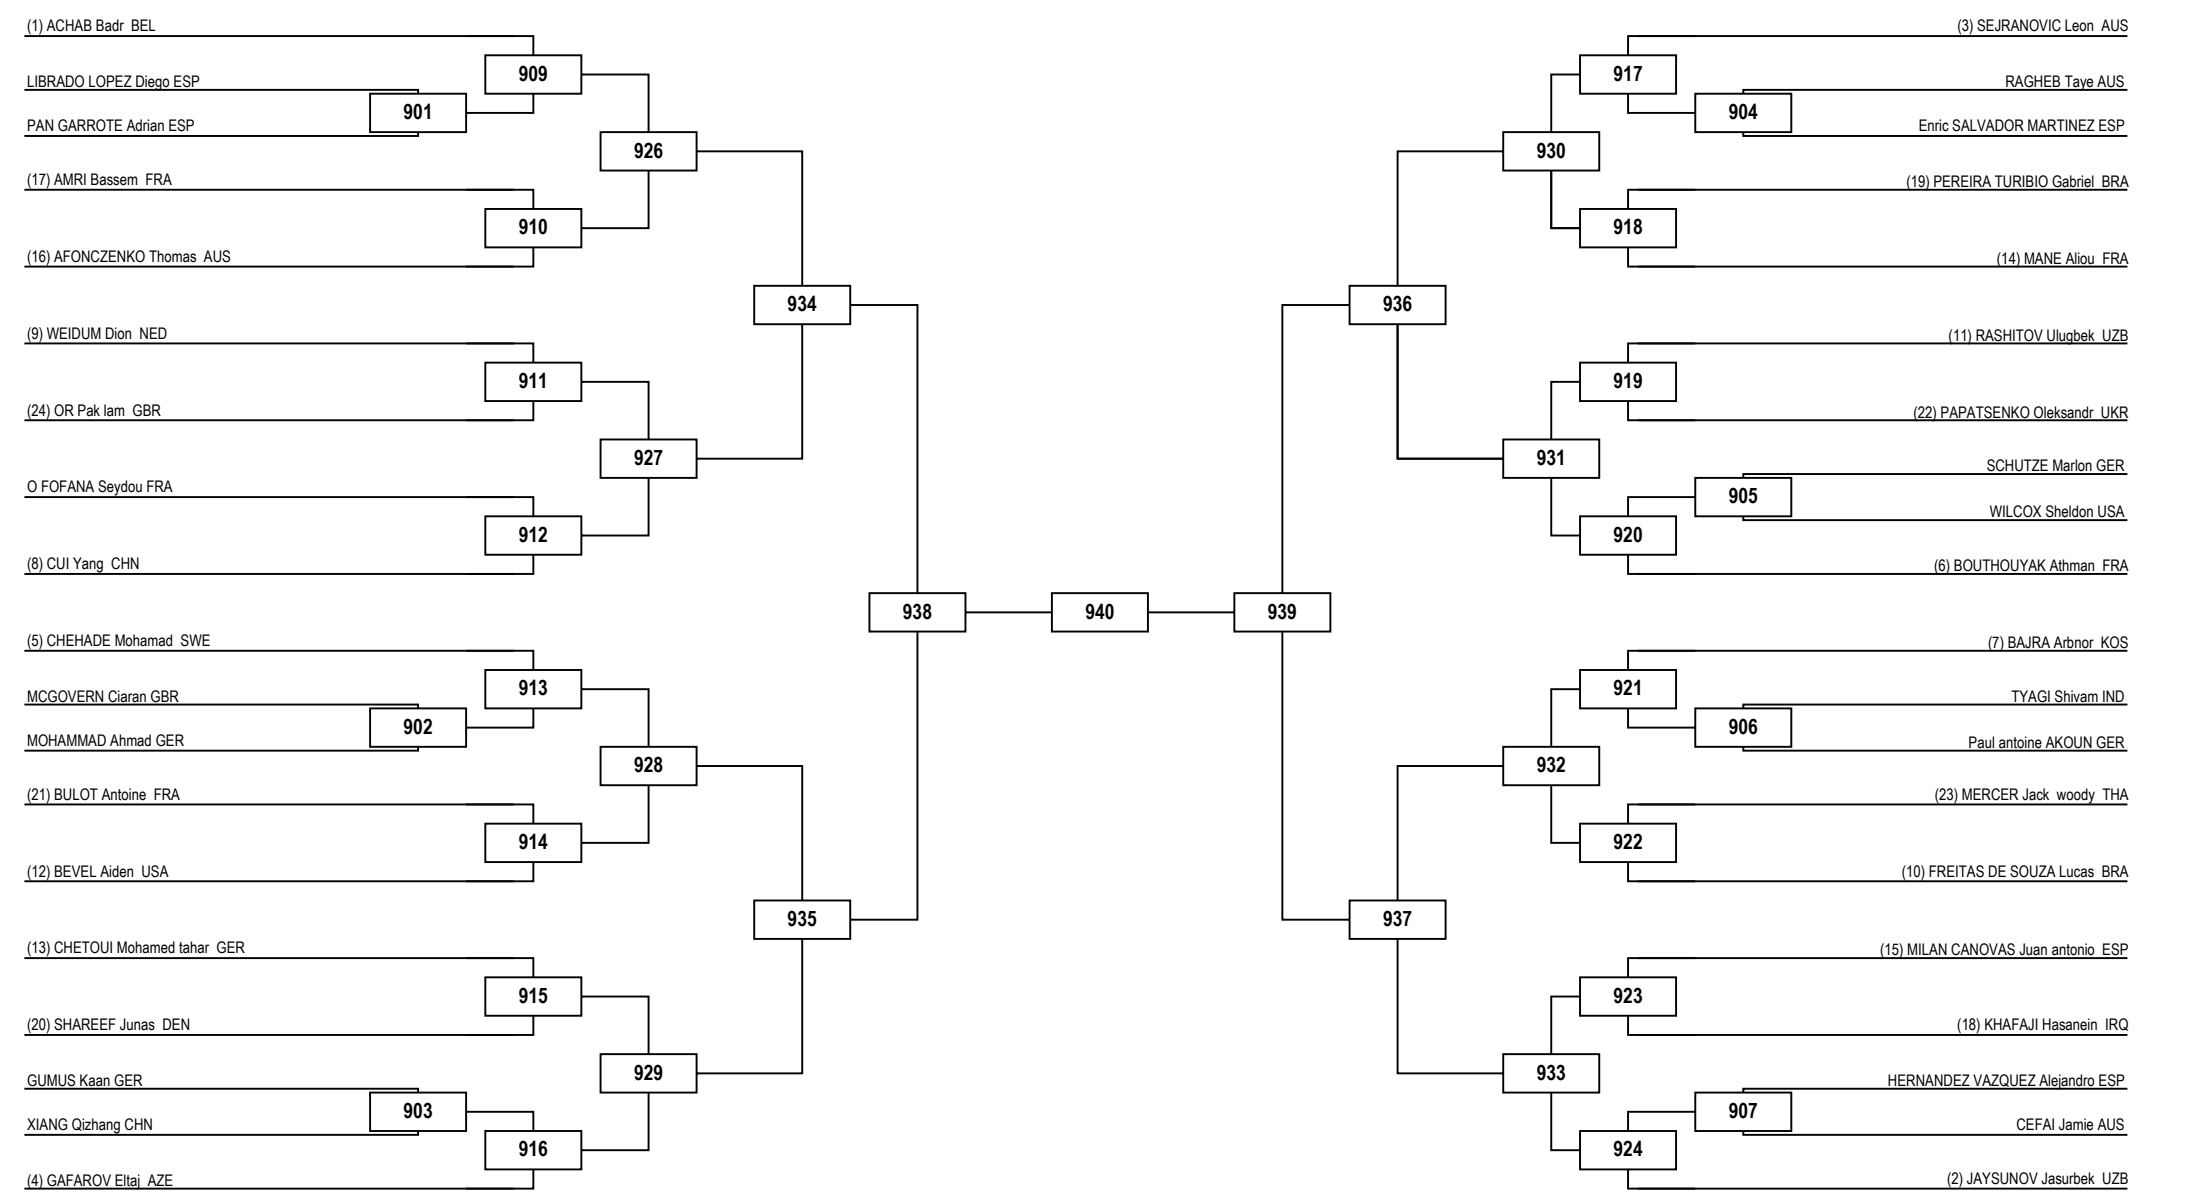 (1) ACHAB Badr BEL
909
LIBRADO LOPEZ Diego ESP
901
PAN GARROTE Adrian ESP
926
(17) AMRI Bassem FRA
910
(16) AFONCZENKO Thomas AUS
934
(9) WEIDUM Dion NED
911
(24) OR Pak lam GBR
927
O FOFANA Seydou FRA
912
(8) CUI Yang CHN
938
(5) CHEHADE Mohamad SWE
913
MCGOVERN Ciaran GBR
902
MOHAMMAD Ahmad GER
928
(21) BULOT Antoine FRA
914
(12) BEVEL Aiden USA
935
(13) CHETOUI Mohamed tahar GER
915
(20) SHAREEF Junas DEN
929
GUMUS Kaan GER
903
XIANG Qizhang CHN
916
(4) GAFAROV Eltaj AZE
940
(3) SEJRANOVIC Leon AUS
917
RAGHEB Taye AUS
904
Enric SALVADOR MARTINEZ ESP
930
(19) PEREIRA TURIBIO Gabriel BRA
918
(14) MANE Aliou FRA
936
(11) RASHITOV Ulugbek UZB
919
(22) PAPATSENKO Oleksandr UKR
931
SCHUTZE Marlon GER
905
WILCOX Sheldon USA
920
(6) BOUTHOUYAK Athman FRA
939
(7) BAJRA Arbnor KOS
921
TYAGI Shivam IND
906
Paul antoine AKOUN GER
932
(23) MERCER Jack woody THA
922
(10) FREITAS DE SOUZA Lucas BRA
937
(15) MILAN CANOVAS Juan antonio ESP
923
(18) KHAFAJI Hasanein IRQ
933
HERNANDEZ VAZQUEZ Alejandro ESP
907
CEFAI Jamie AUS
924
(2) JAYSUNOV Jasurbek UZB